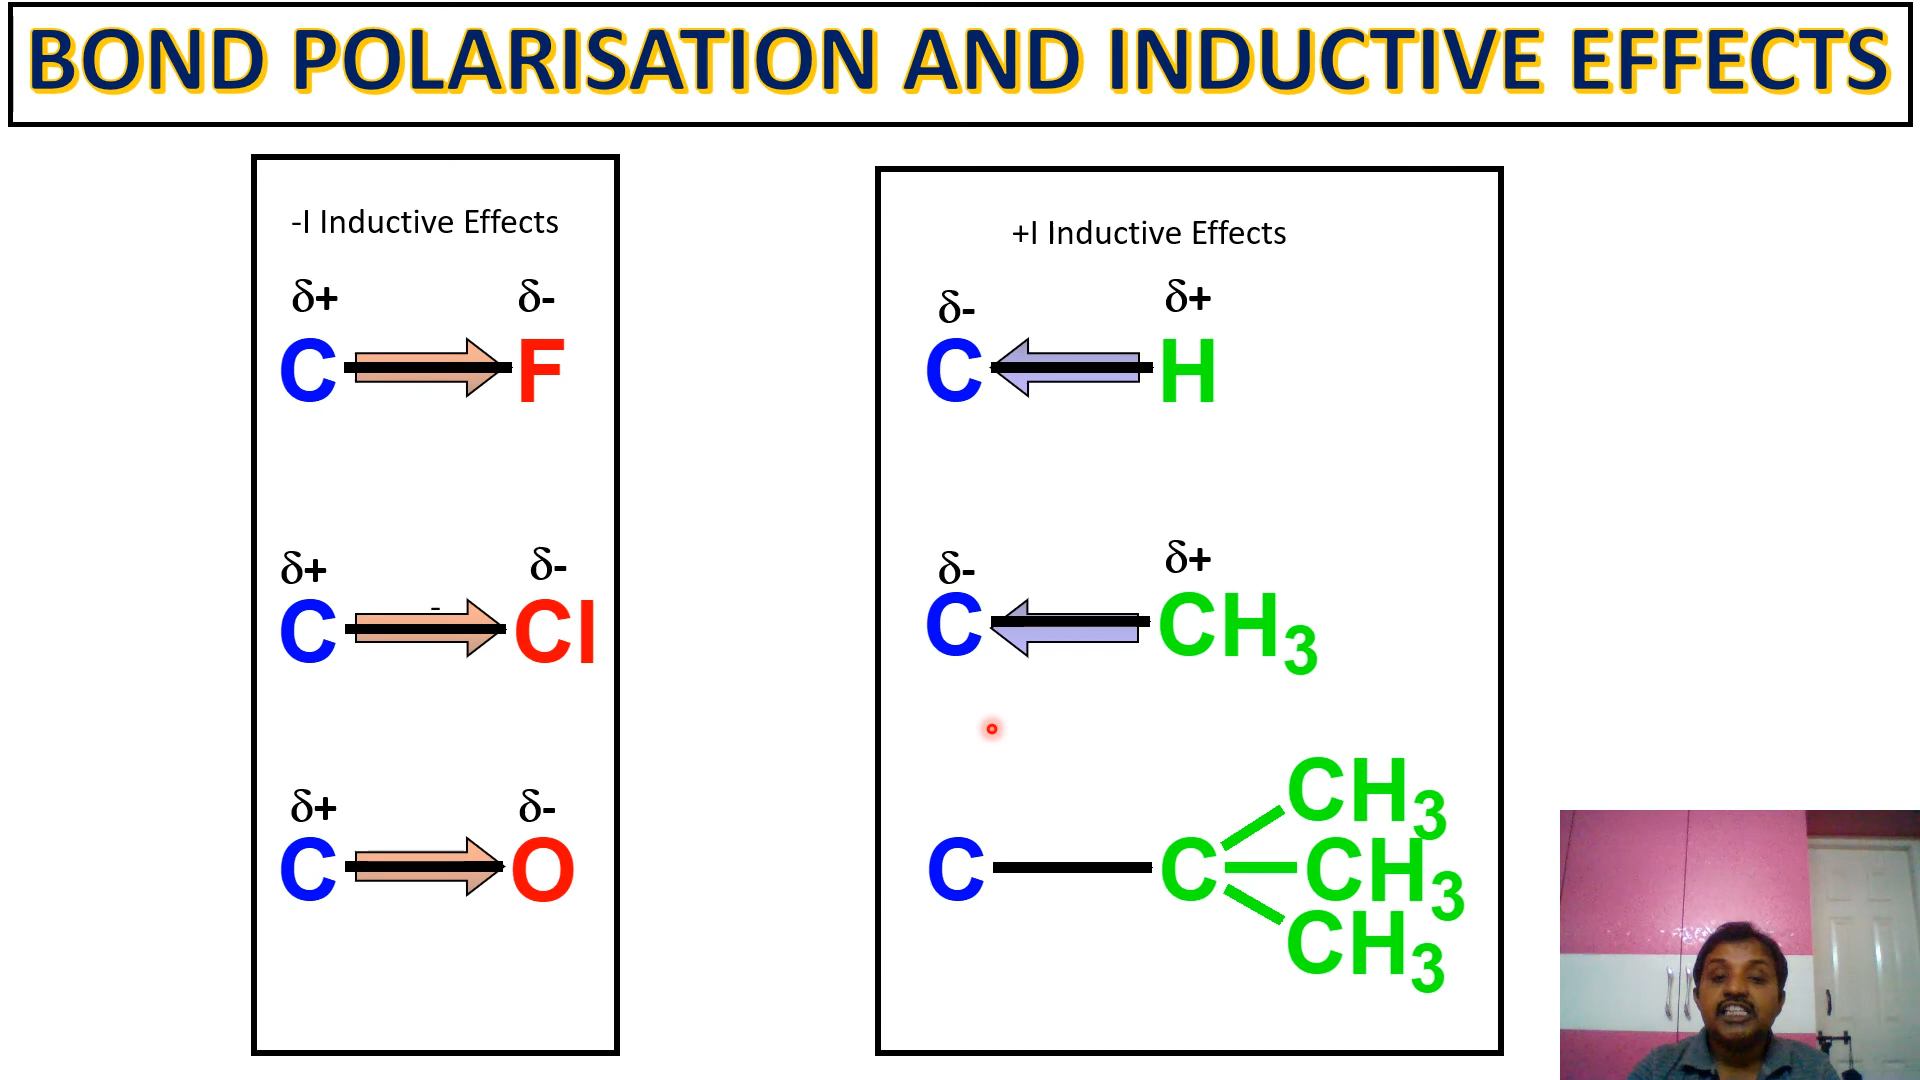 BOND POLARISATION AND INDUCTIVE EFFECTS
-I Inductive Effects
δ+ δ-
C F
δ+ δ-
C - Cl
δ+ δ-
C O
+I Inductive Effects
δ- δ+
C H
δ- δ+
C CH3
CH3
C C CH3
CH3